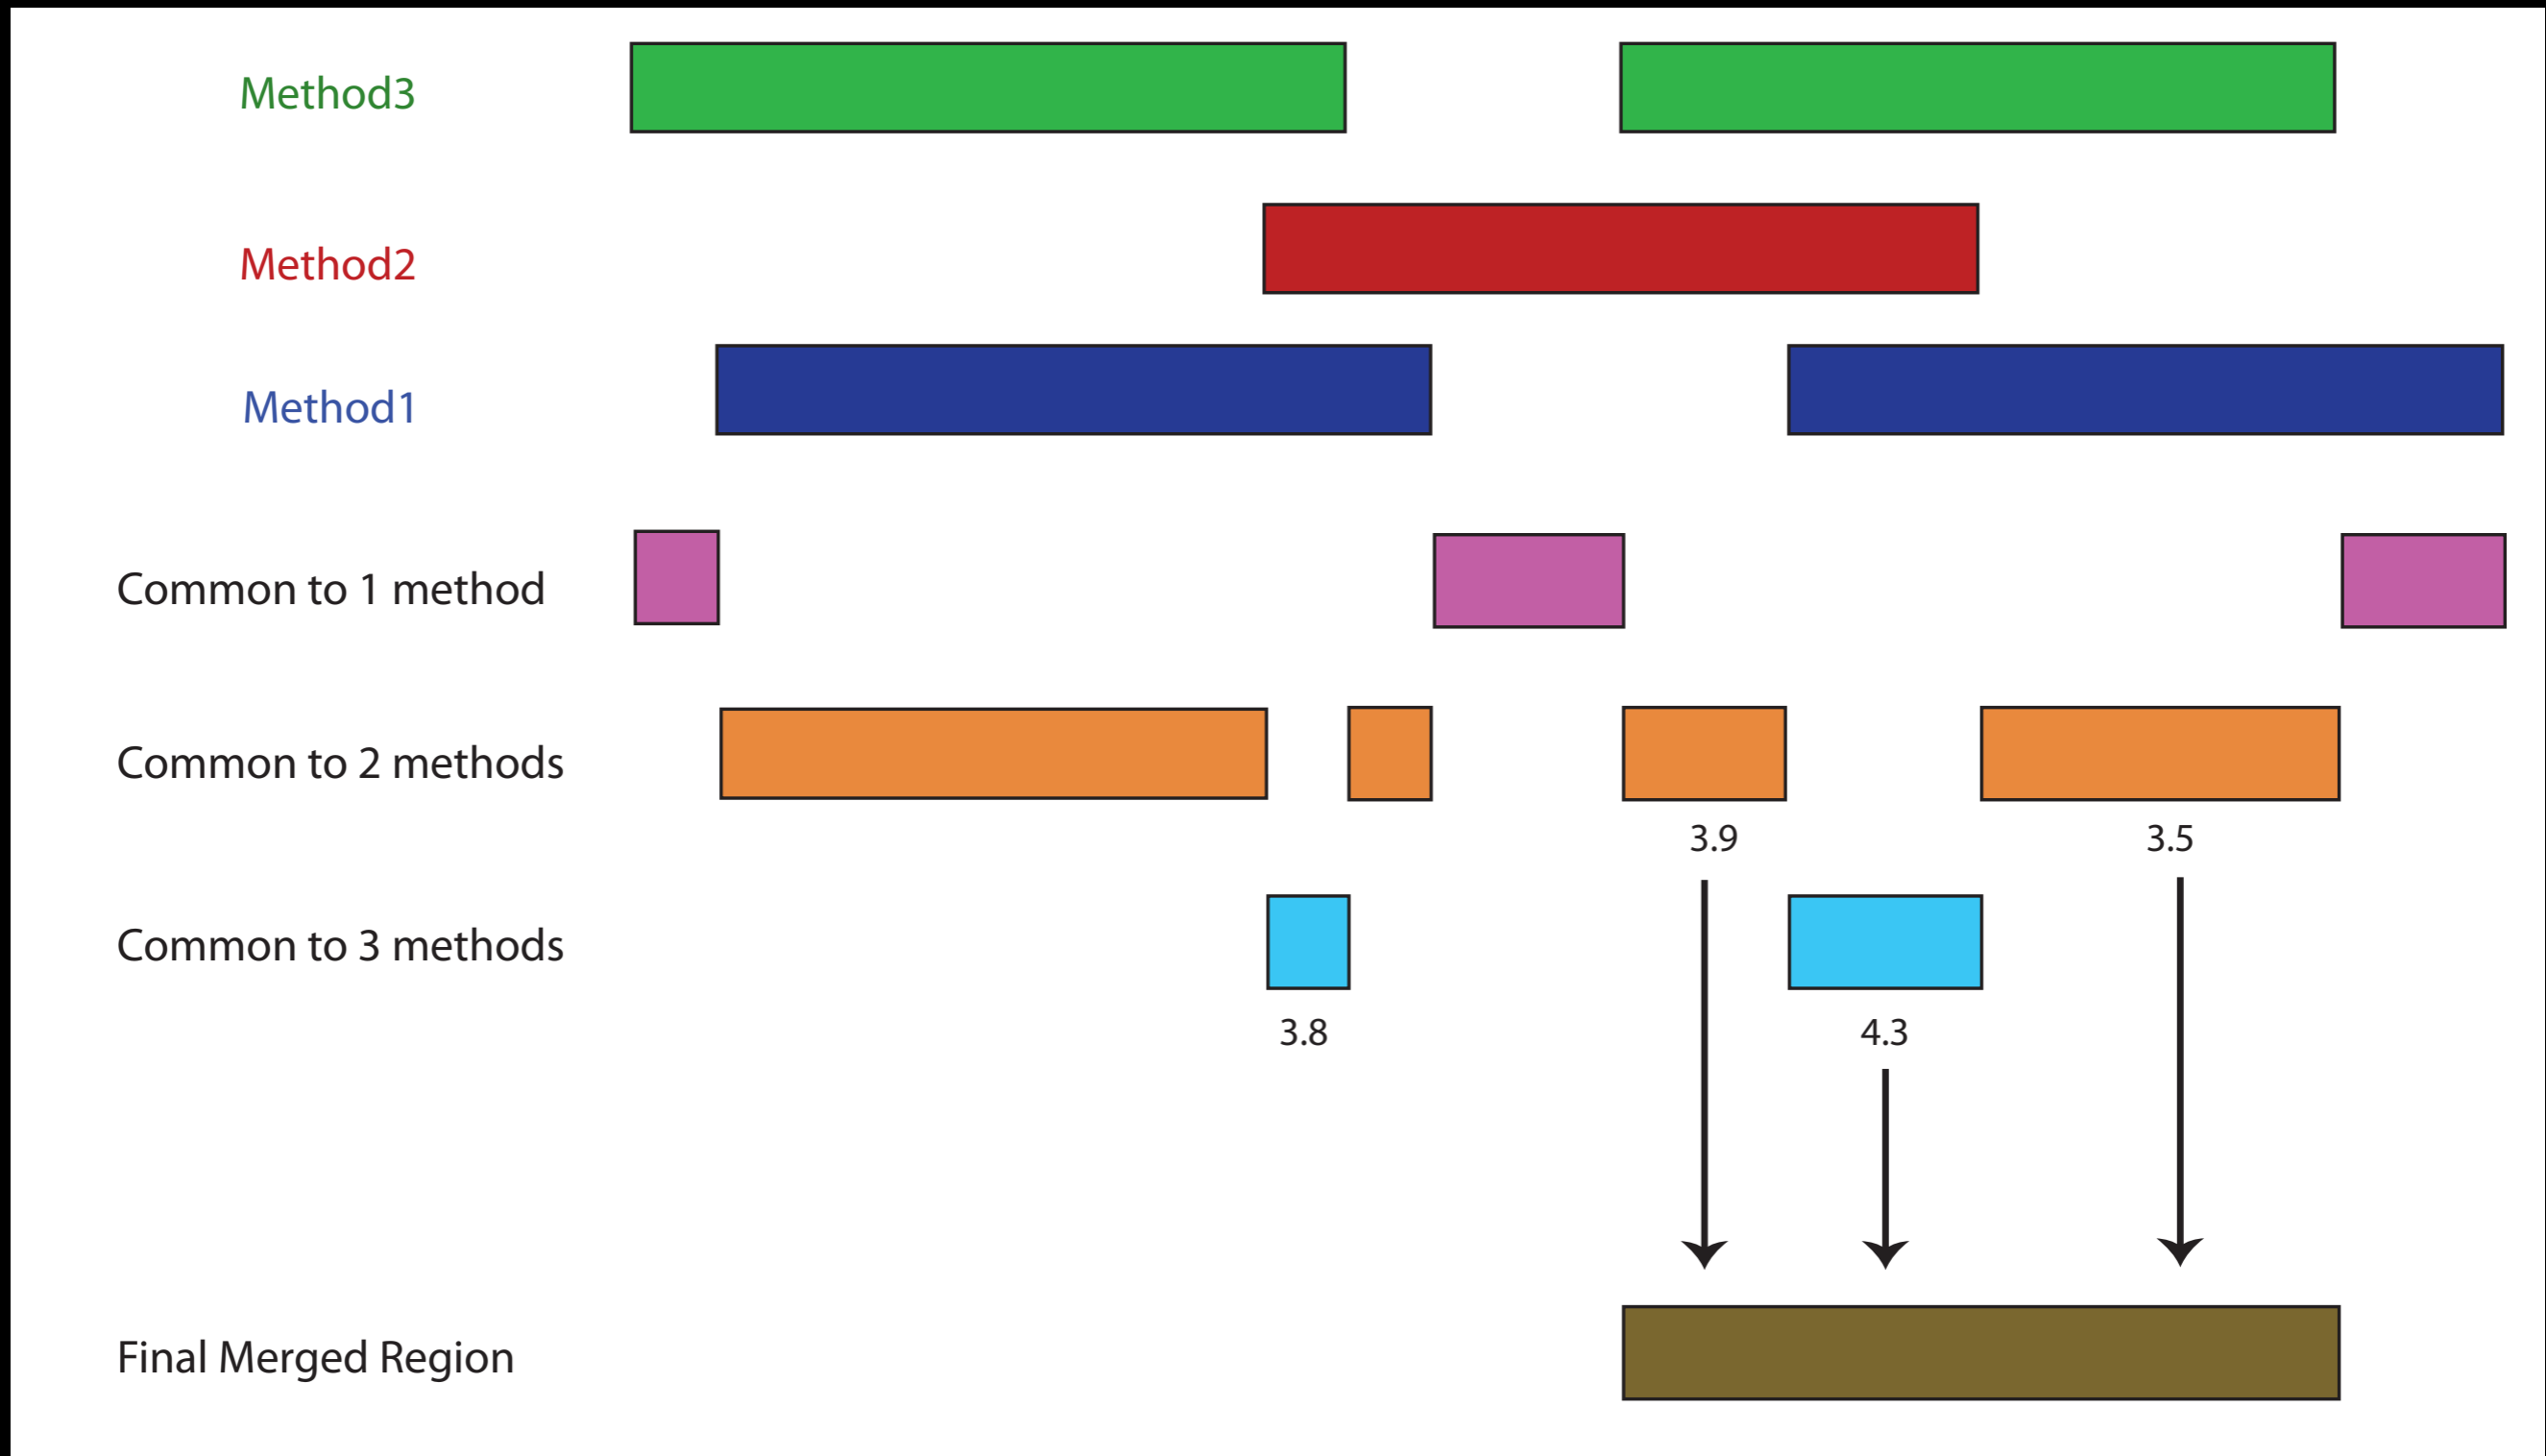 Method3
Method2
Method1
Common to 1 method
Common to 2 methods
3.9
3.5
Common to 3 methods
3.8
4.3
Final Merged Region